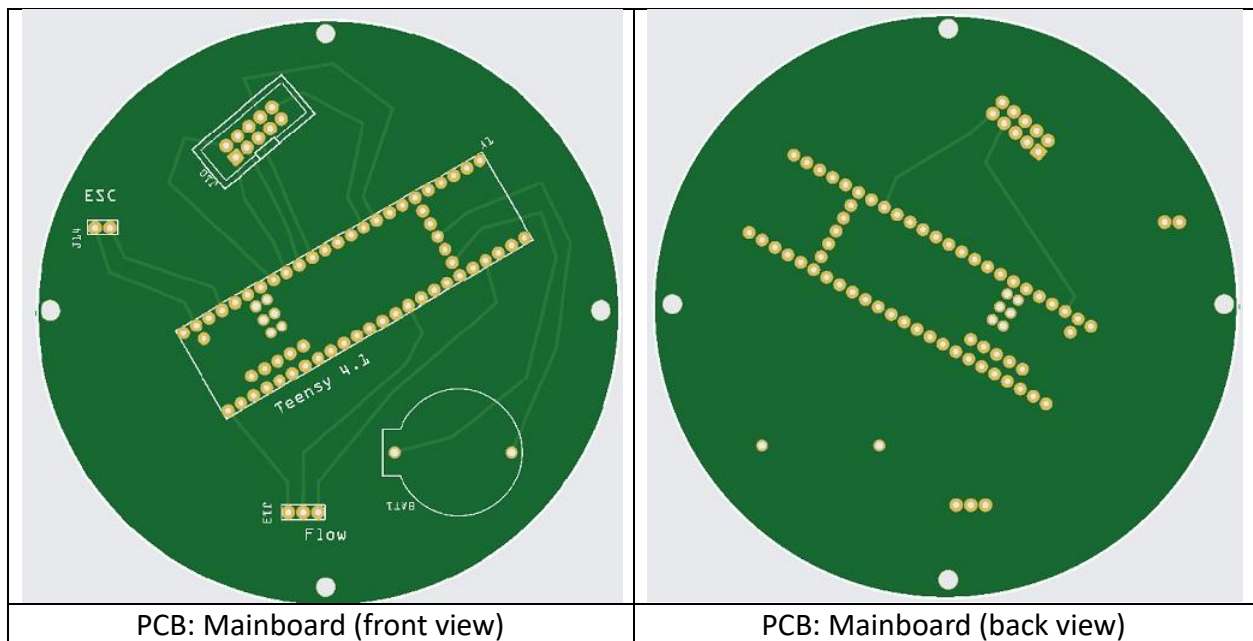 ESC
J14
Teensy 4.1
BAT1
J13
Flow
PCB: Mainboard (front view)
PCB: Mainboard (back view)